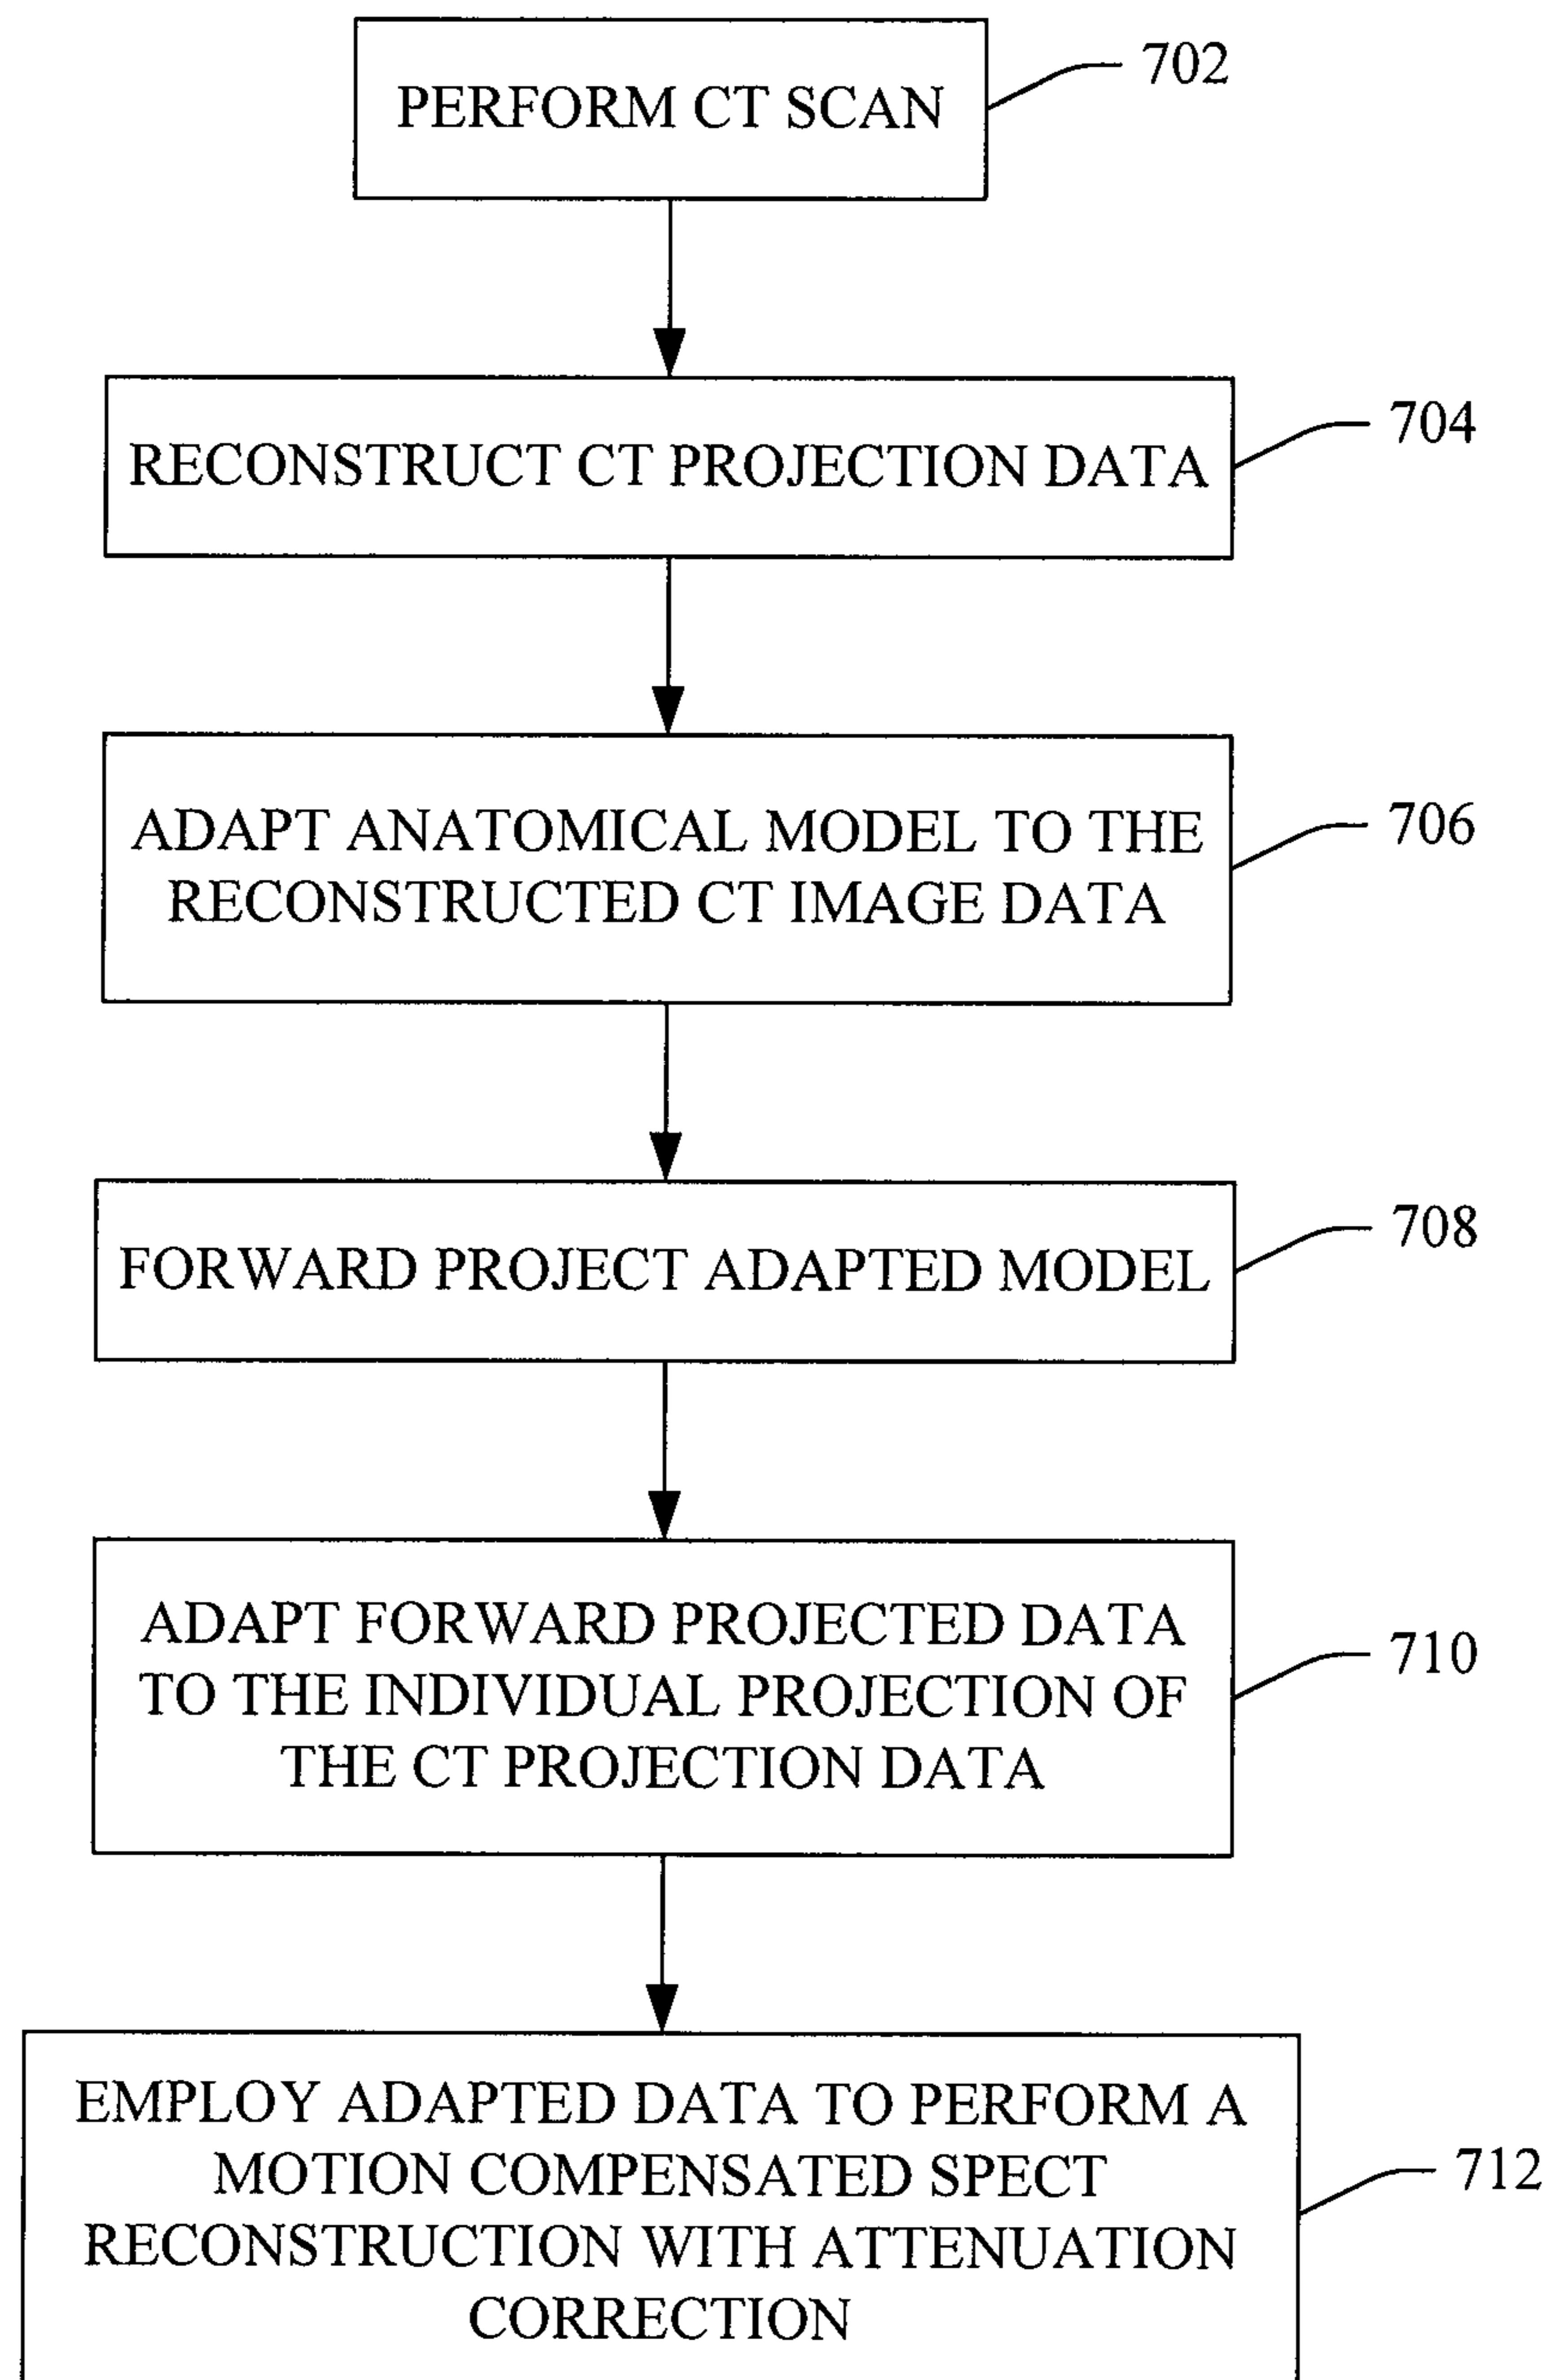 PERFORM CT SCAN
702
RECONSTRUCT CT PROJECTION DATA
704
ADAPT ANATOMICAL MODEL TO THE
RECONSTRUCTED CT IMAGE DATA
706
FORWARD PROJECT ADAPTED MODEL
708
ADAPT FORWARD PROJECTED DATA
TO THE INDIVIDUAL PROJECTION OF
THE CT PROJECTION DATA
710
EMPLOY ADAPTED DATA TO PERFORM A
MOTION COMPENSATED SPECT
RECONSTRUCTION WITH ATTENUATION
CORRECTION
712